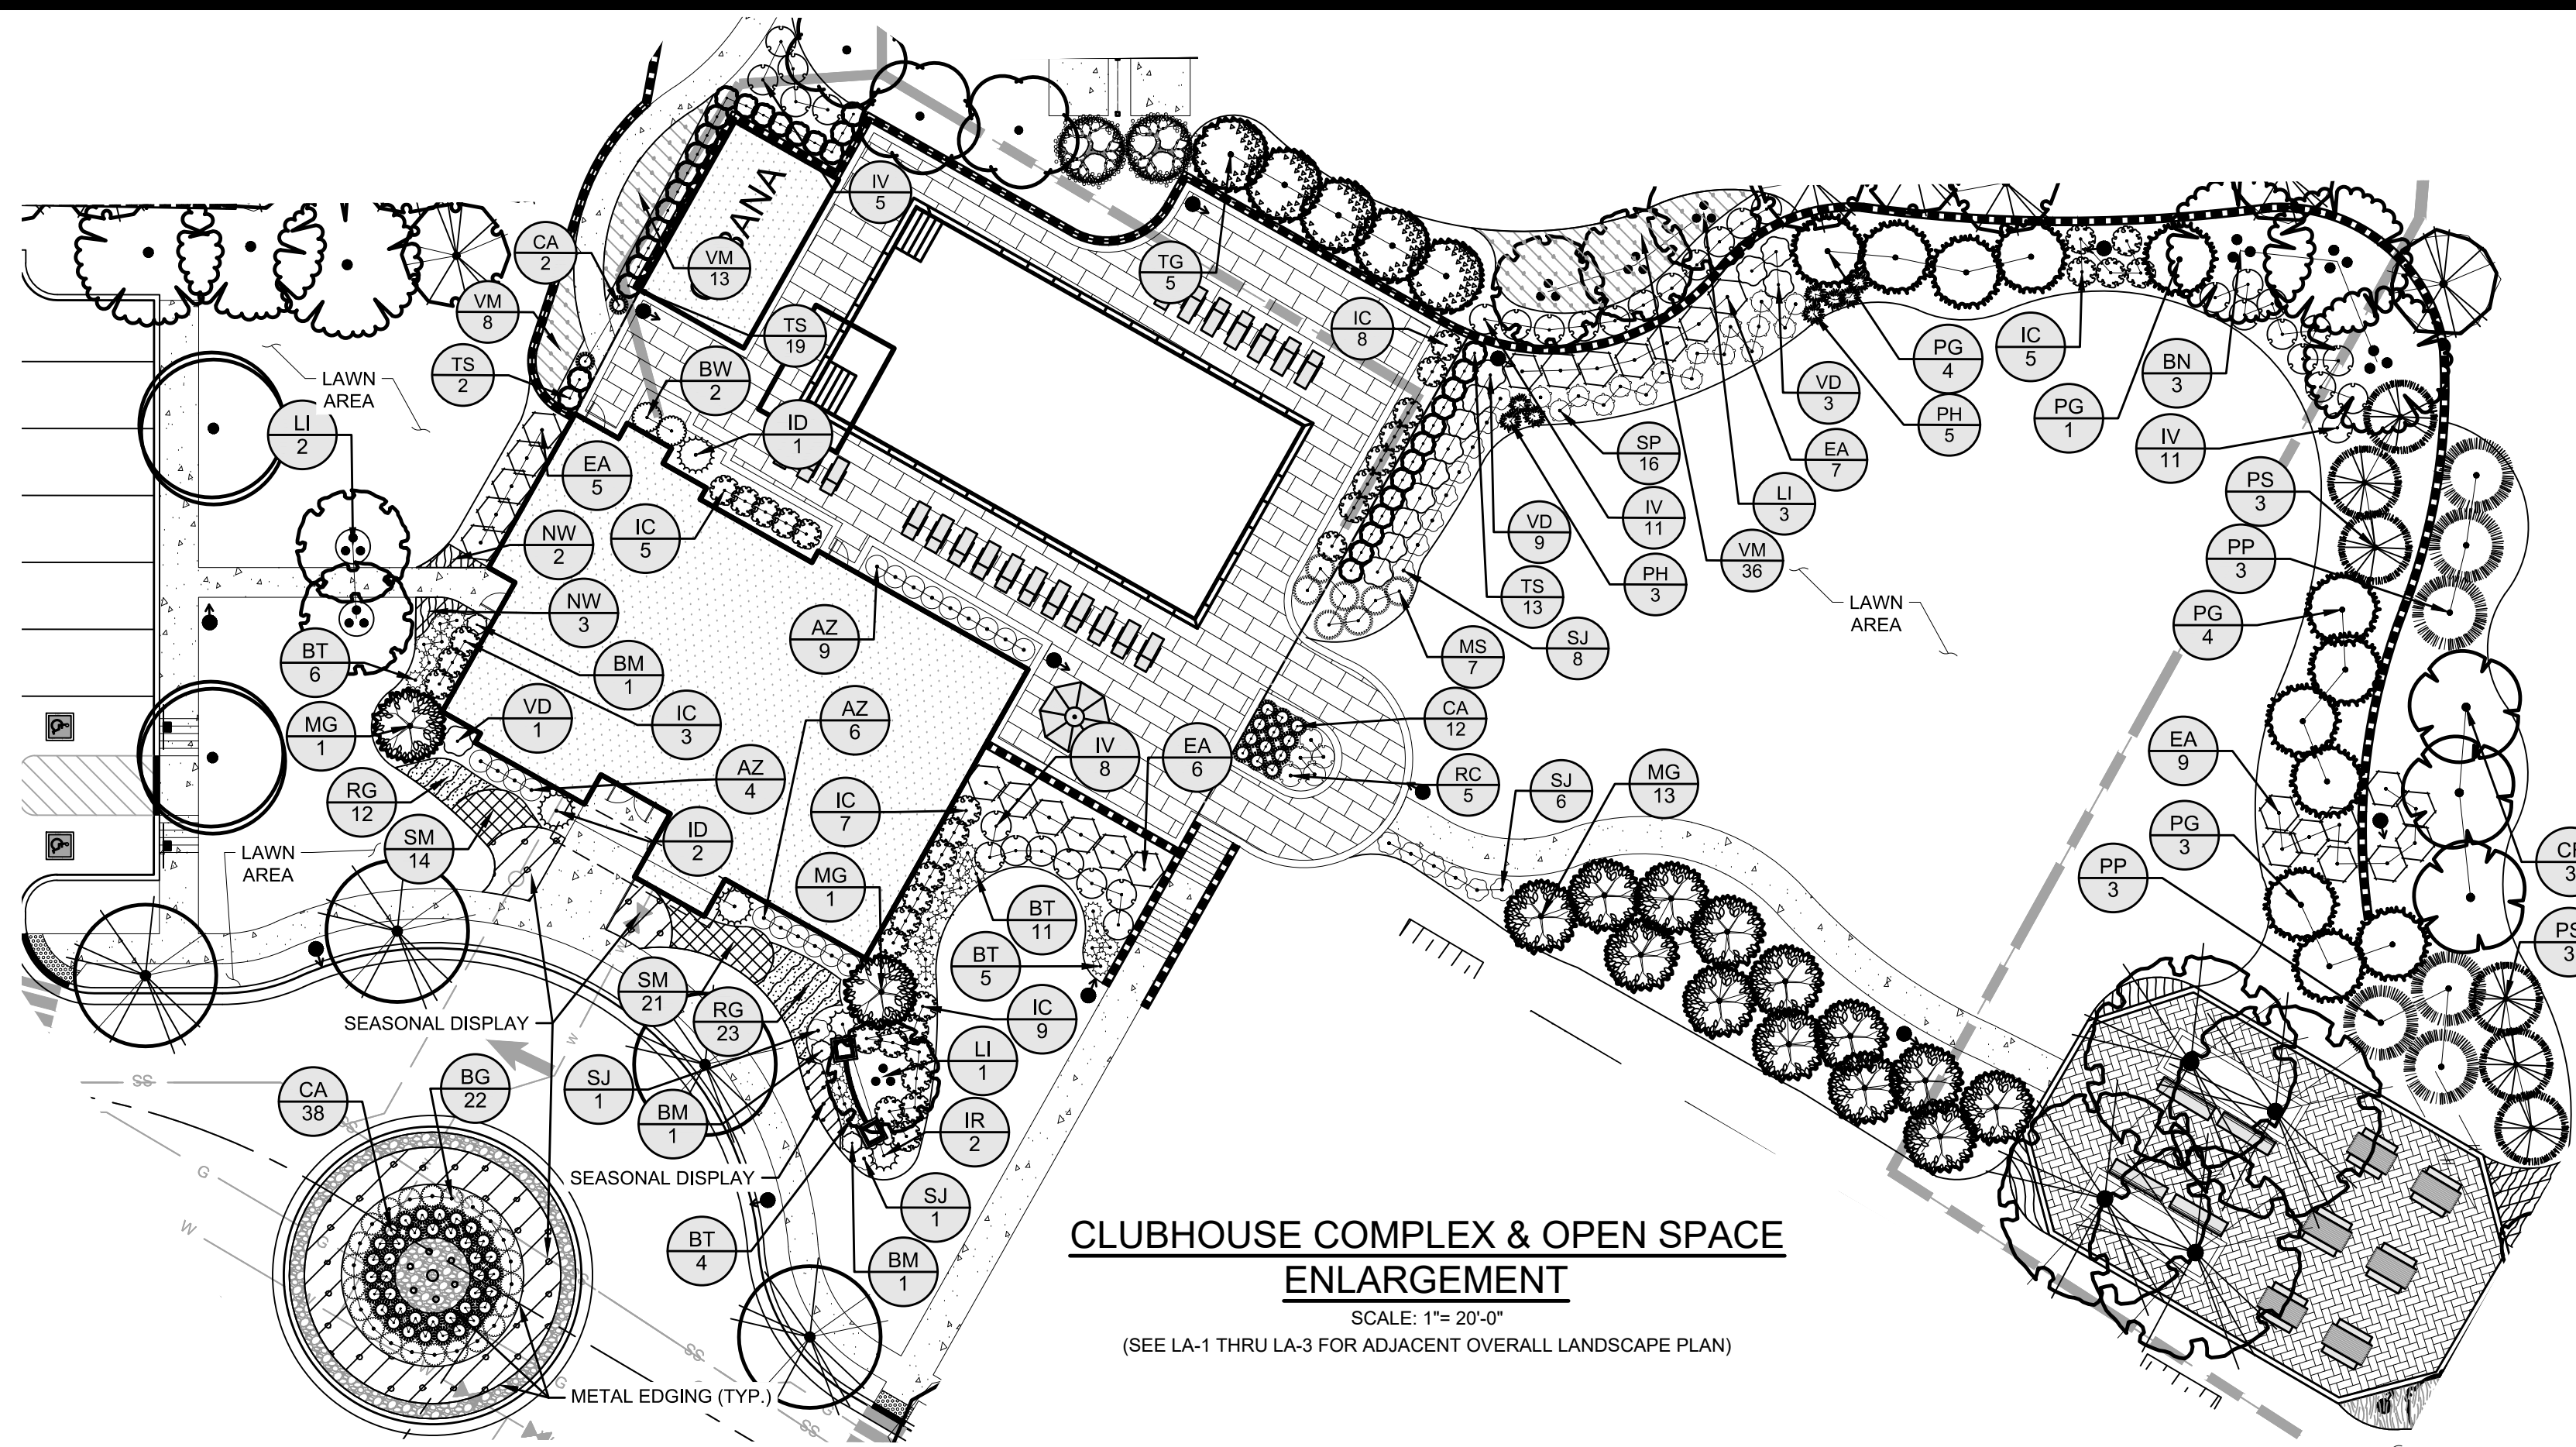 IV
5
CA
2
VM
13
TG
5
VM
8
TS
19
IC
8
TS
2
BW
2
LAWN
AREA
LI
2
ID
1
EA
5
IC
5
NW
2
NW
3
BT
6
BM
1
AZ
9
MG
1
VD
1
IC
3
AZ
6
RG
12
AZ
4
IC
7
SM
14
ID
2
MG
1
LAWN
AREA
IV
8
EA
6
PG
4
IC
5
BN
3
VD
3
PH
5
PG
1
IV
11
SP
16
EA
7
LI
3
PS
3
IV
11
VD
9
VM
36
PP
3
TS
13
PH
3
LAWN
AREA
PG
4
MS
7
SJ
8
CA
12
RC
5
SJ
6
MG
13
EA
9
PG
3
PP
3
3
PS
3
BT
11
BT
5
SM
21
RG
23
IC
9
SEASONAL DISPLAY
LI
1
SJ
1
BM
1
IR
2
CA
38
BG
22
SEASONAL DISPLAY
SJ
1
BT
4
BM
1
SS
G
W
W
G
SS
SS
G
METAL EDGING (TYP.)
CLUBHOUSE COMPLEX & OPEN SPACE
ENLARGEMENT
SCALE: 1"= 20'-0"
(SEE LA-1 THRU LA-3 FOR ADJACENT OVERALL LANDSCAPE PLAN)